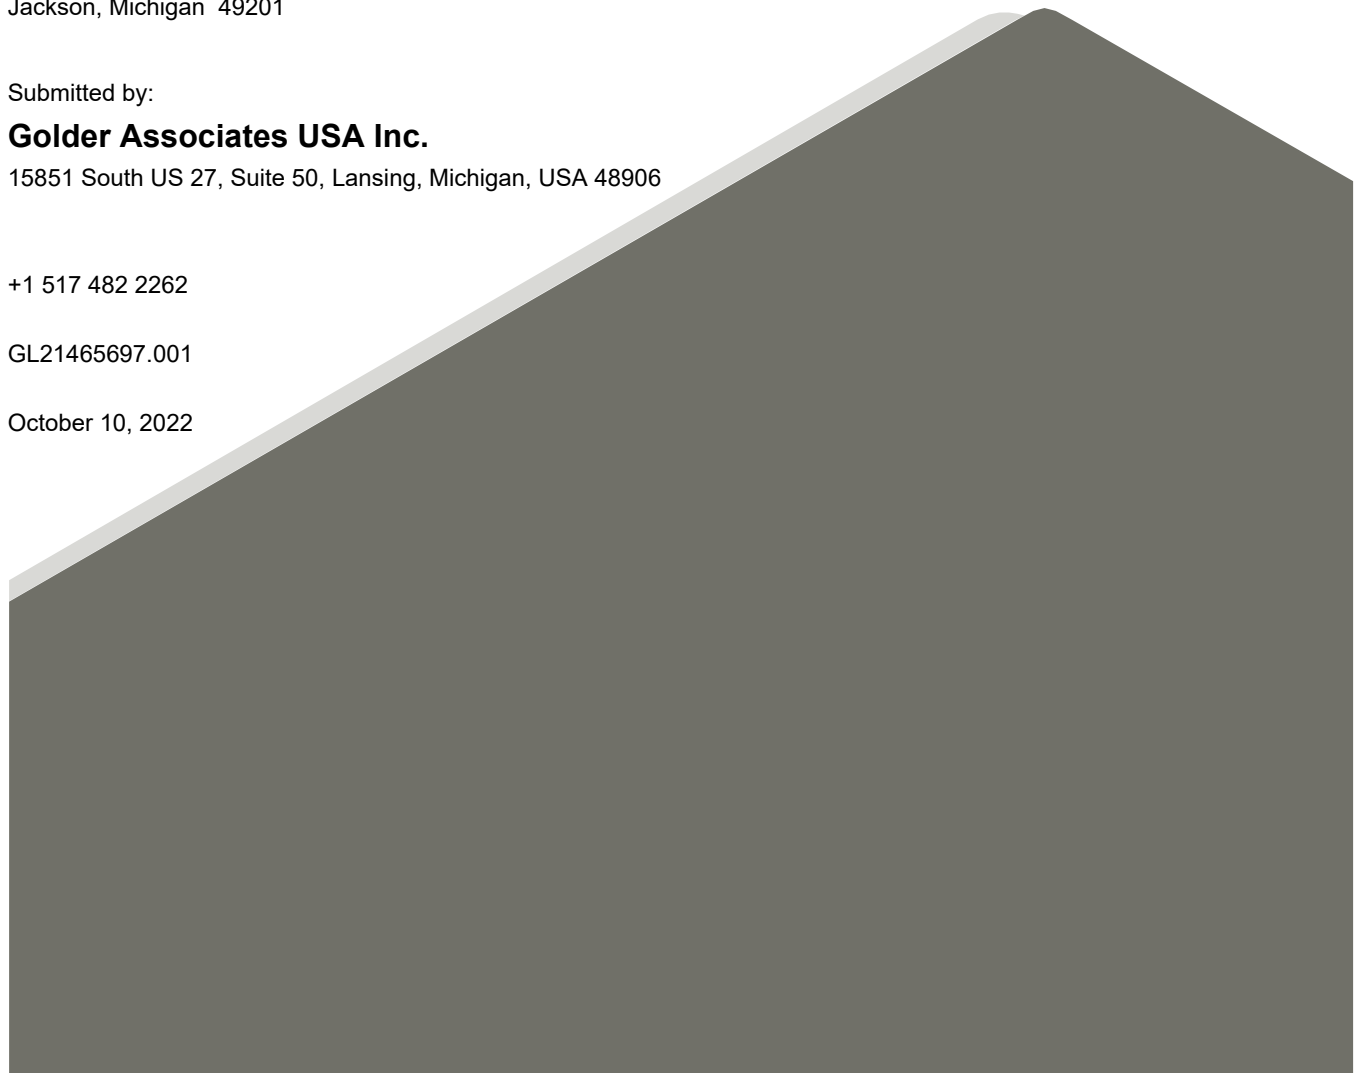 Jackson, Michigan  49201
Submitted by:
Golder Associates USA Inc.
15851 South US 27, Suite 50, Lansing, Michigan, USA 48906
+1 517 482 2262
GL21465697.001
October 10, 2022